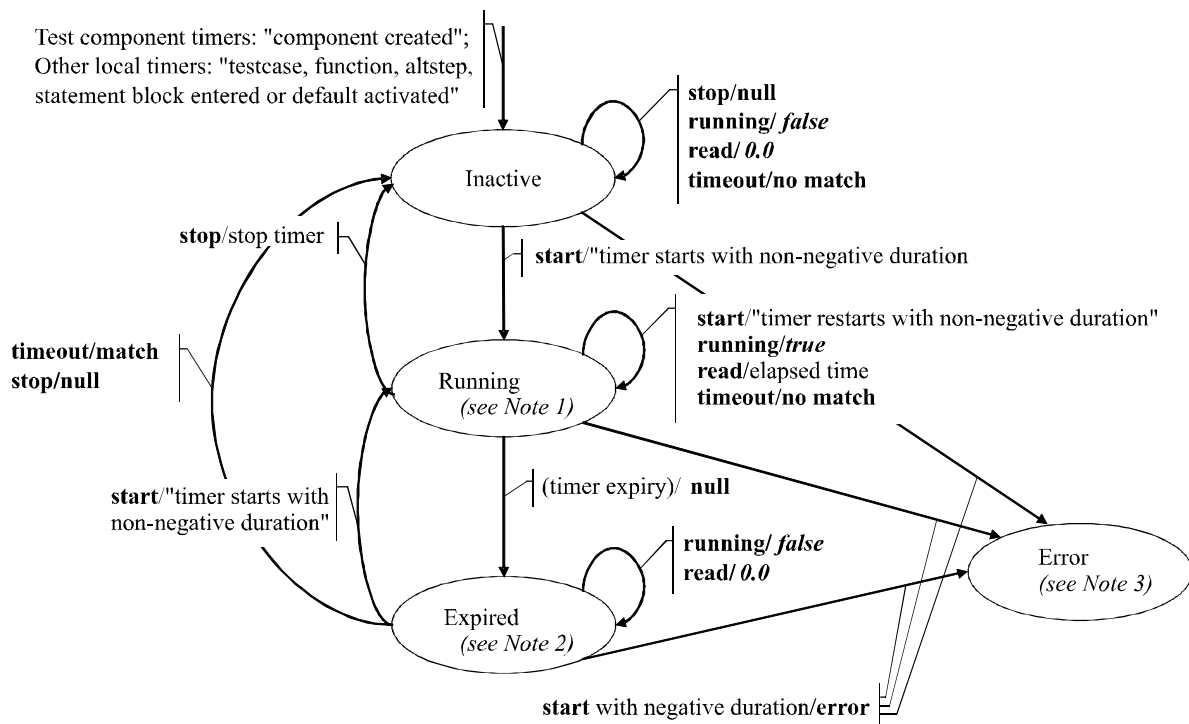 Test component timers: "component created";
Other local timers: "testcase, function, altstep,
statement block entered or default activated"
stop/null
running/ false
read/ 0.0
timeout/no match
Inactive
stop/stop timer
start/"timer starts with non-negative duration
start/"timer restarts with non-negative duration"
running/true
read/elapsed time
timeout/no match
timeout/match
stop/null
Running
(see Note 1)
start/"timer starts with
non-negative duration"
(timer expiry)/ null
running/ false
read/ 0.0
Error
(see Note 3)
Expired
(see Note 2)
start with negative duration/error